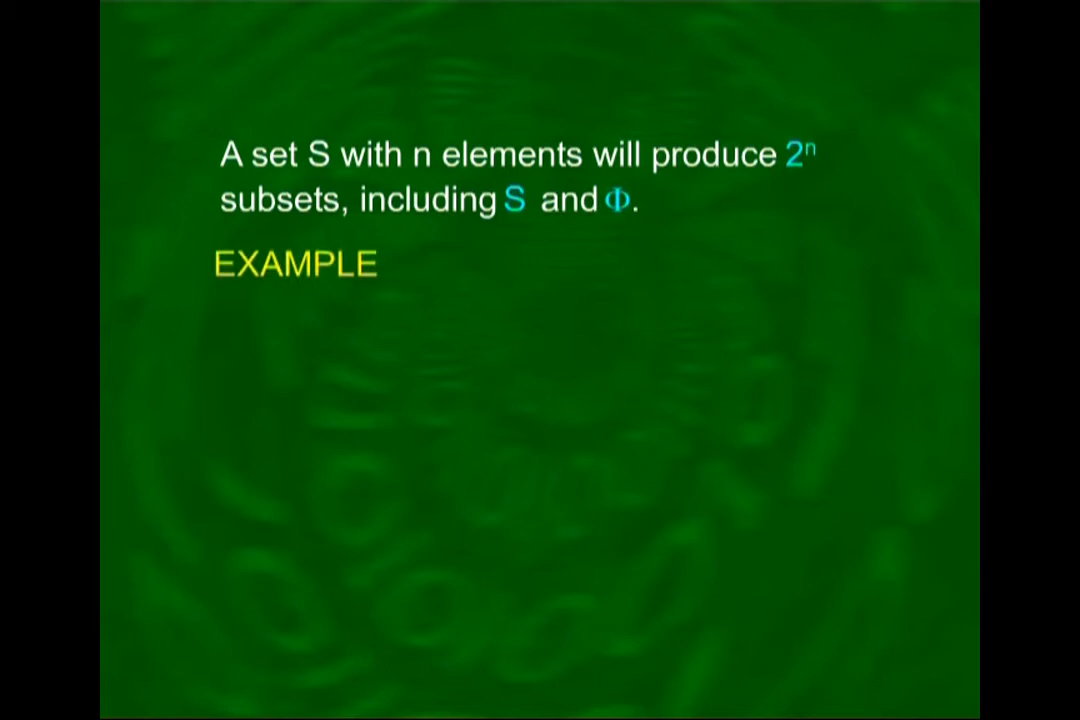 A set S with n elements will produce 2ⁿ
subsets, including S and Φ.
EXAMPLE